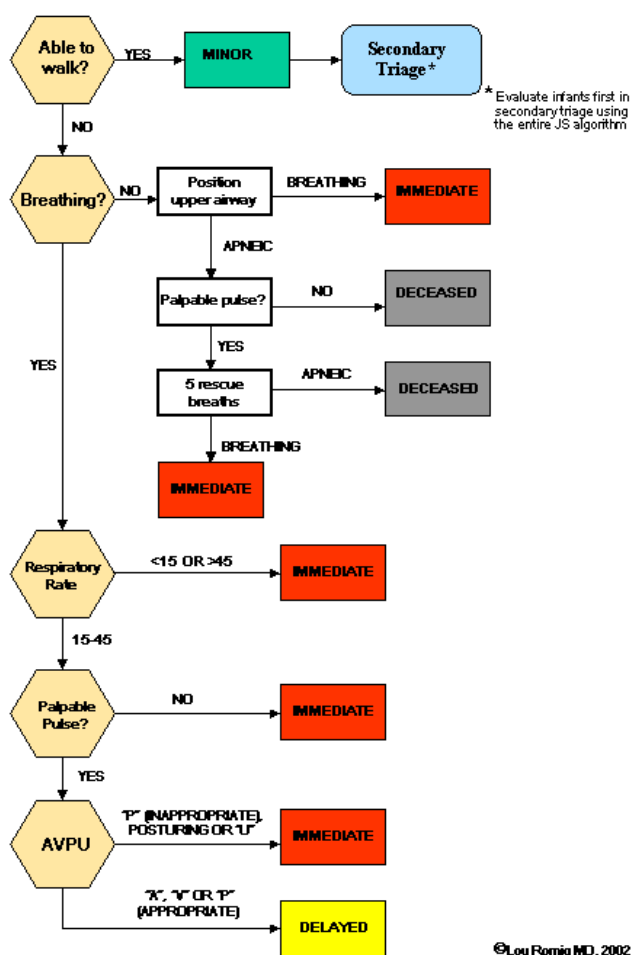 Able to
walk?
YES
MINOR
Secondary
Triage*
* Evaluate infants first in
secondary triage using
the entire JS algorithm
NO
Breathing?
NO
Position
upper airway
BREATHING
IMMEDIATE
APNEIC
Palpable pulse?
NO
DECEASED
YES
5 rescue
breaths
APNEIC
DECEASED
BREATHING
IMMEDIATE
YES
Respiratory
Rate
<15 OR >45
IMMEDIATE
15-45
Palpable
Pulse?
NO
IMMEDIATE
YES
AVPU
"P" (INAPPROPRIATE),
POSTURING OR "U"
IMMEDIATE
"A", "V" OR "P"
(APPROPRIATE)
DELAYED
©Lou Romig MD, 2002